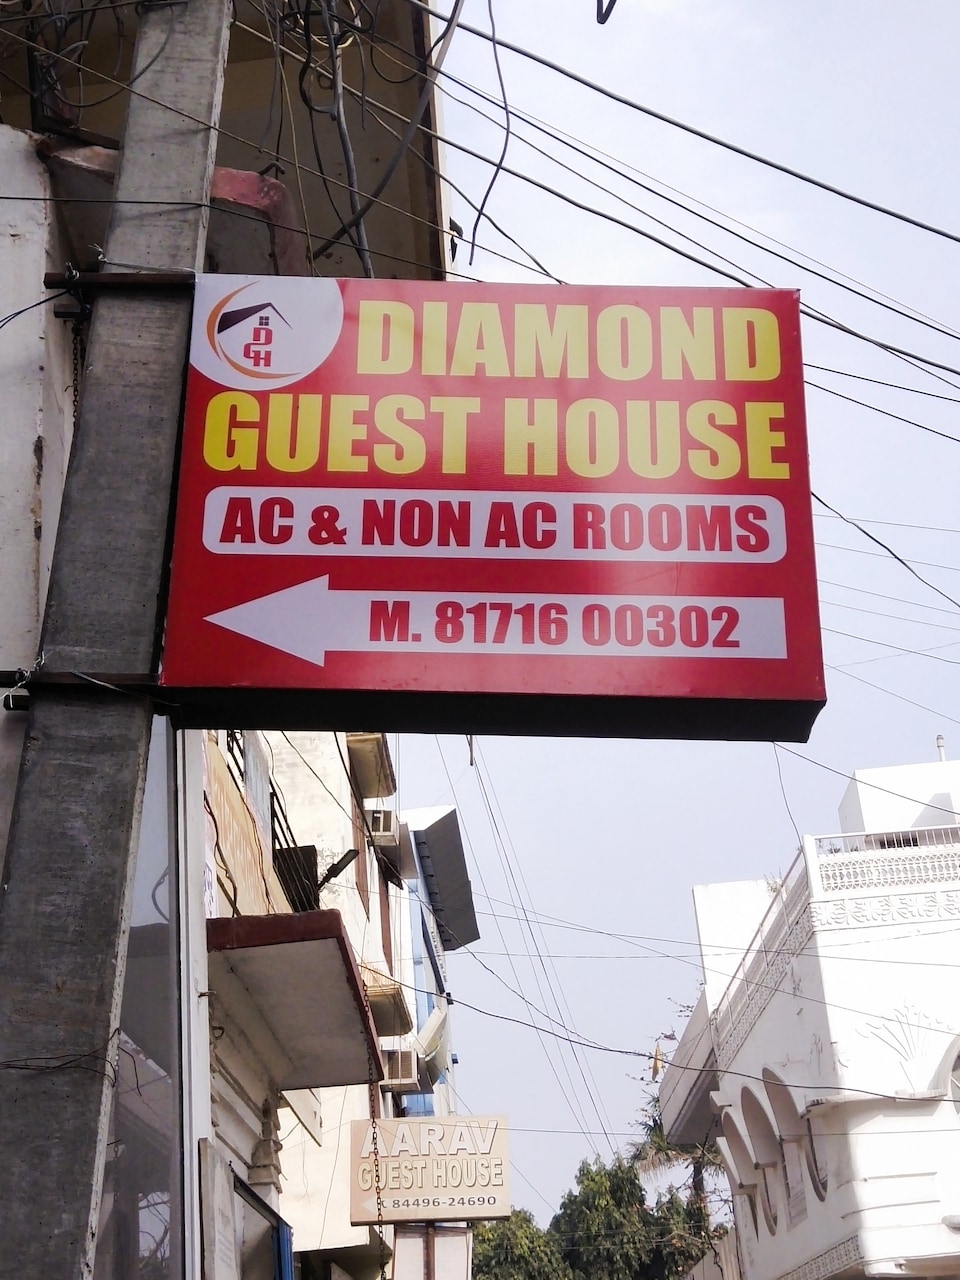 DGH
DIAMOND
GUEST HOUSE
AC & NON AC ROOMS
M. 81716 00302
AARAV
GUEST HOUSE
84496-24690